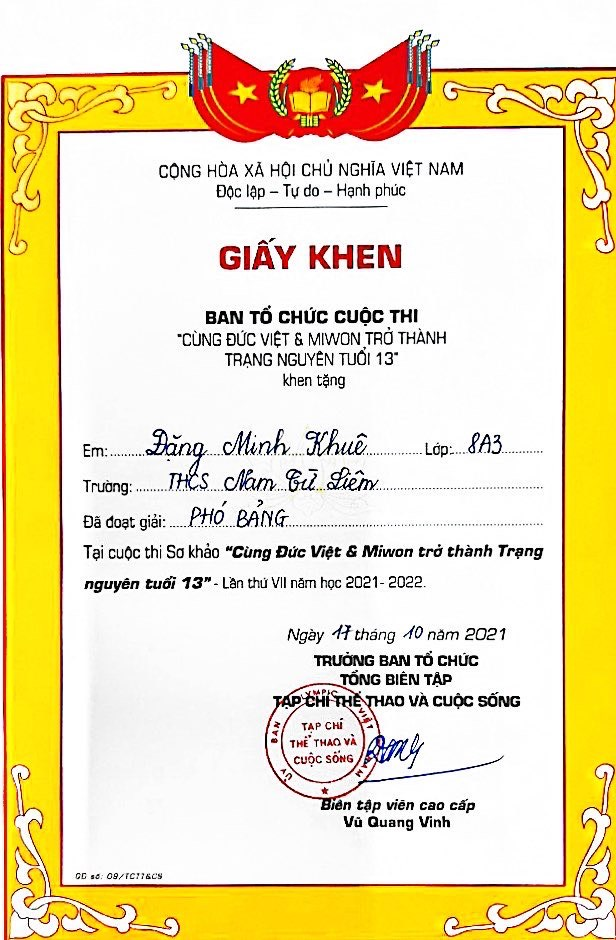 CỘNG HÒA XÃ HỘI CHỦ NGHĨA VIỆT NAM
Độc lập – Tự do – Hạnh phúc
GIẤY KHEN
BAN TỔ CHỨC CUỘC THI
"CÙNG ĐỨC VIỆT & MIWON TRỞ THÀNH
TRẠNG NGUYÊN TUỔI 13"
khen tặng
Em: Đặng Minh Khuê Lớp: 8A3
Trường: THCS Nam Từ Liêm
Đã đoạt giải: PHÓ BẢNG
Tại cuộc thi Sơ khảo "Cùng Đức Việt & Miwon trở thành Trạng
nguyên tuổi 13" - Lần thứ VII năm học 2021- 2022.
Ngày 17 tháng 10 năm 2021
TRƯỞNG BAN TỔ CHỨC
TỔNG BIÊN TẬP
TẠP CHÍ THỂ THAO VÀ CUỘC SỐNG
ỦY BAN OLYMPIC VIỆT NAM
TẠP CHÍ
THỂ THAO VÀ
CUỘC SỐNG
Biên tập viên cao cấp
Vũ Quang Vinh
QĐ số: 09/TCTT&CS